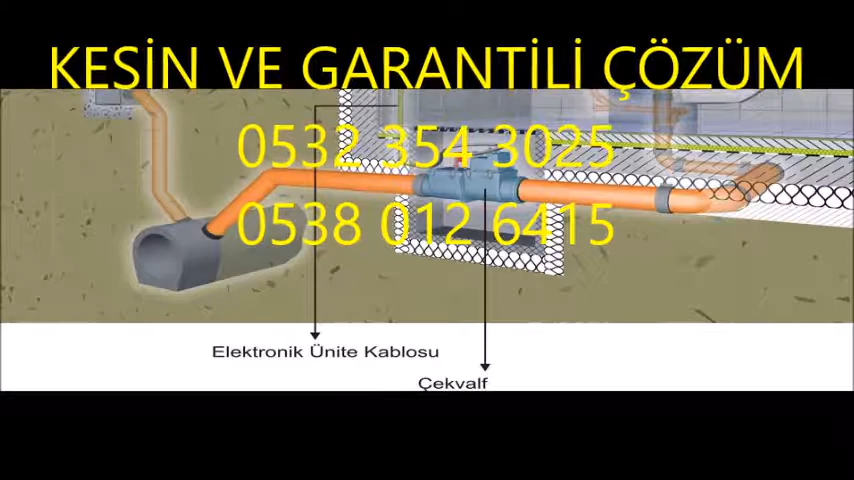 KESİN VE GARANTİLİ ÇÖZÜM
0532 354 3025
0538 012 6415
Elektronik Ünite Kablosu
Çekvalf